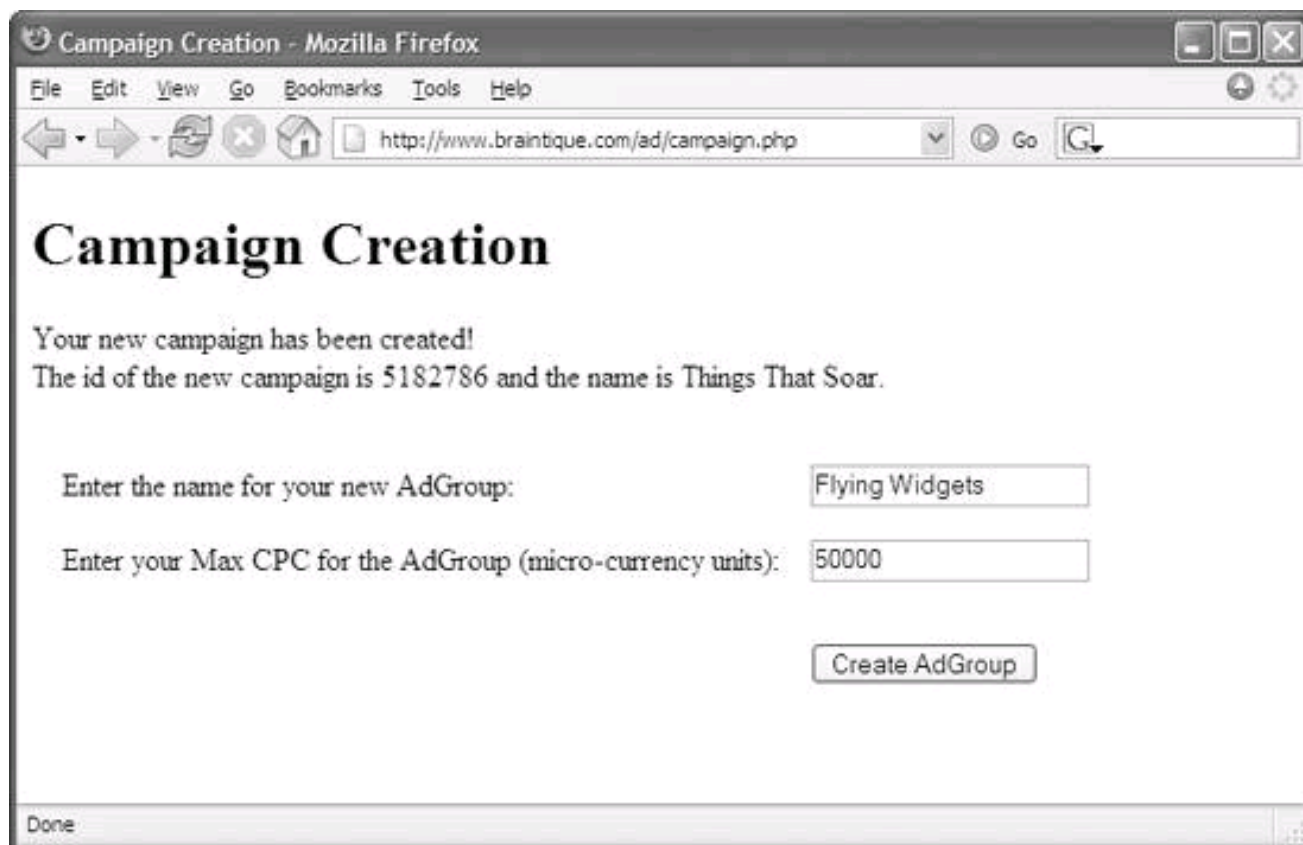 Campaign Creation - Mozilla Firefox
File Edit View Go Bookmarks Tools Help
http://www.braintique.com/ad/campaign.php Go G
Campaign Creation
Your new campaign has been created!
The id of the new campaign is 5182786 and the name is Things That Soar.
Enter the name for your new AdGroup: Flying Widgets
Enter your Max CPC for the AdGroup (micro-currency units): 50000
Create AdGroup
Done